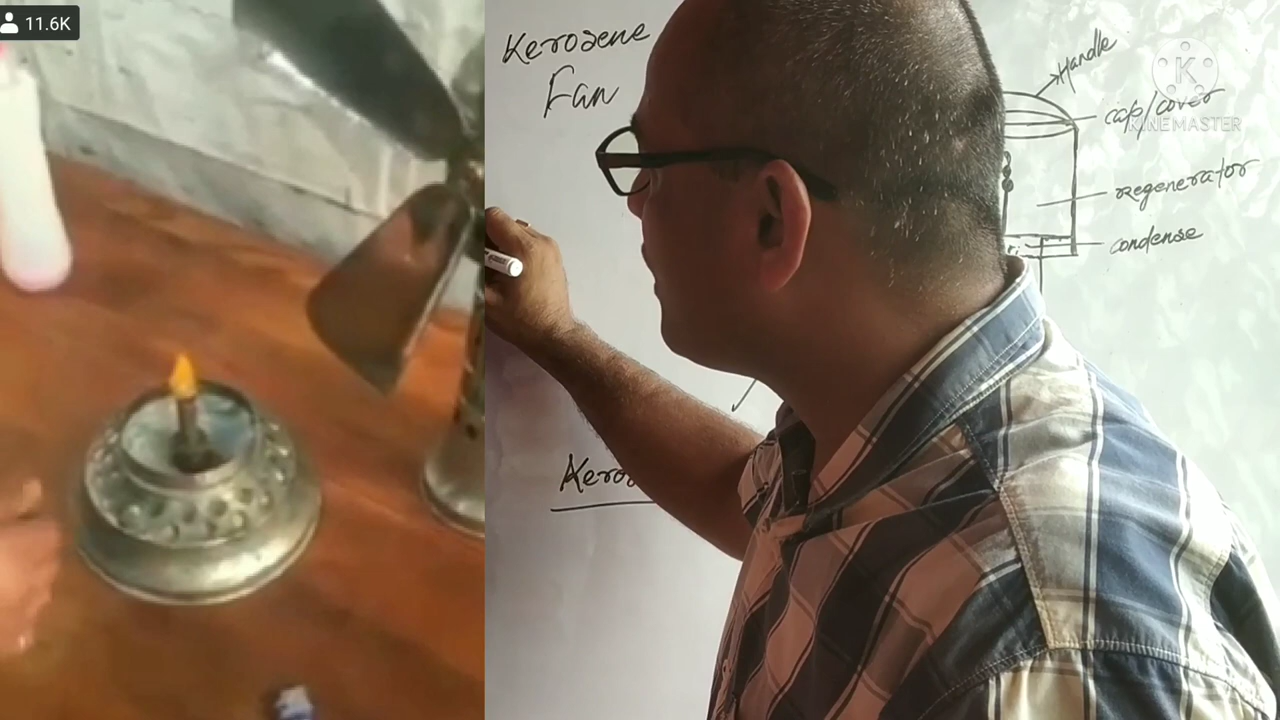 11.6K
Kerosene
Fan
Handle
cap/cover
K
KINEMASTER
regenerator
condense